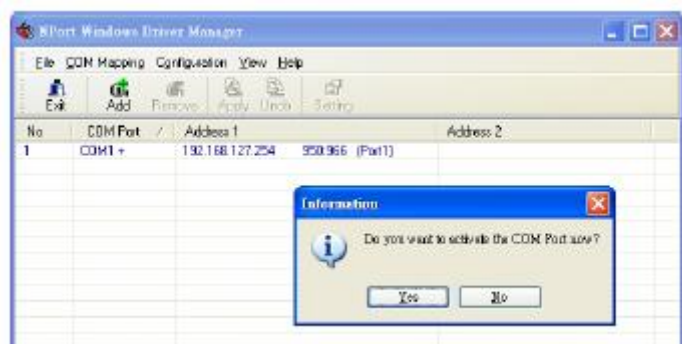 NPort Windows Driver Manager
File COM Mapping Configuration View Help
Exit Add Remove Apply Undo Setting
No COM Port / Address 1 Address 2
1 COM1 + 192.168.127.254 950:966 (Port1)
Information
Do you want to activate the COM Port now?
Yes No